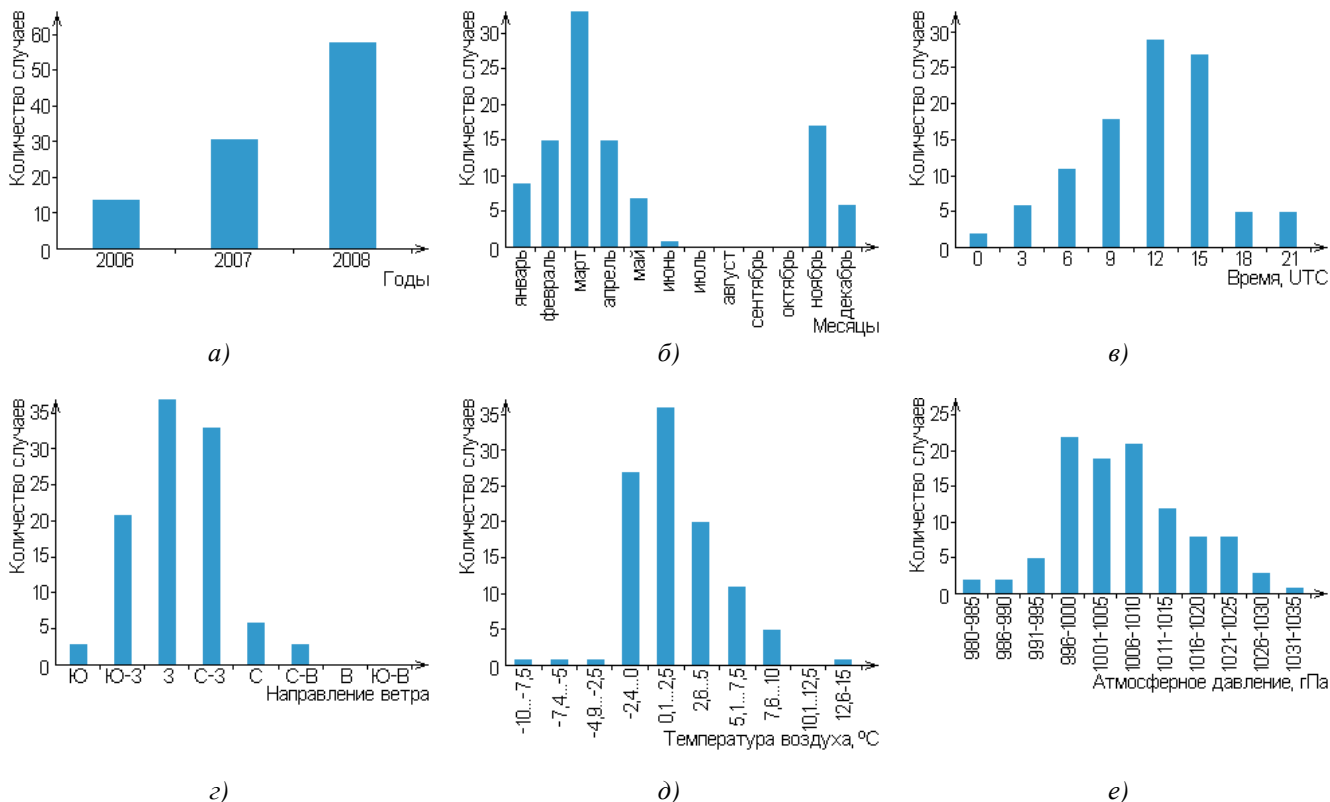 Количество случаев
60
50
40
30
20
10
0
2006 2007 2008
Годы
а)
Количество случаев
30
25
20
15
10
5
0
январь февраль март апрель май июнь июль август сентябрь октябрь ноябрь декабрь
Месяцы
б)
Количество случаев
30
25
20
15
10
5
0
0 3 6 9 12 15 18 21
Время, UTC
в)
Количество случаев
35
30
25
20
15
10
5
0
Ю Ю-З З С-З С С-В В Ю-В
Направление ветра
г)
Количество случаев
35
30
25
20
15
10
5
0
-10...-7,5 -7,4...-5 -4,9...-2,5 -2,4...0 0,1...2,5 2,6...5 5,1...7,5 7,6...10 10,1...12,5 12,6-15
Температура воздуха, ºС
д)
Количество случаев
25
20
15
10
5
0
980-985 986-990 991-995 996-1000 1001-1005 1006-1010 1011-1015 1016-1020 1021-1025 1026-1030 1031-1035
Атмосферное давление, гПа
е)